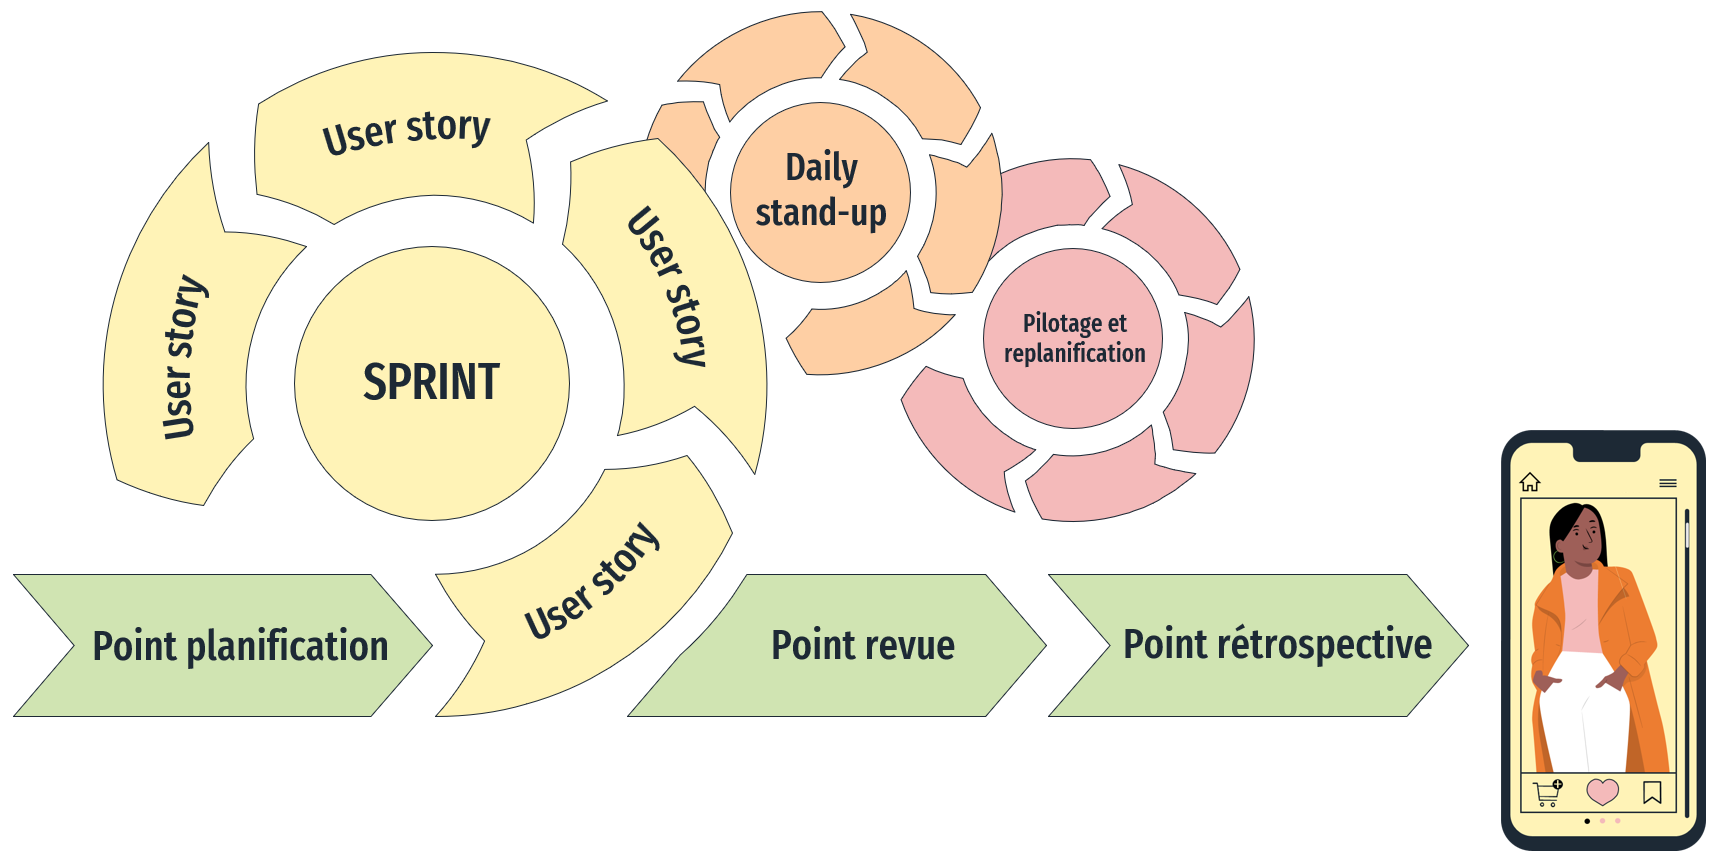 User story
User story
User story
User story
SPRINT
Daily
stand-up
Pilotage et
replanification
Point planification
Point revue
Point rétrospective